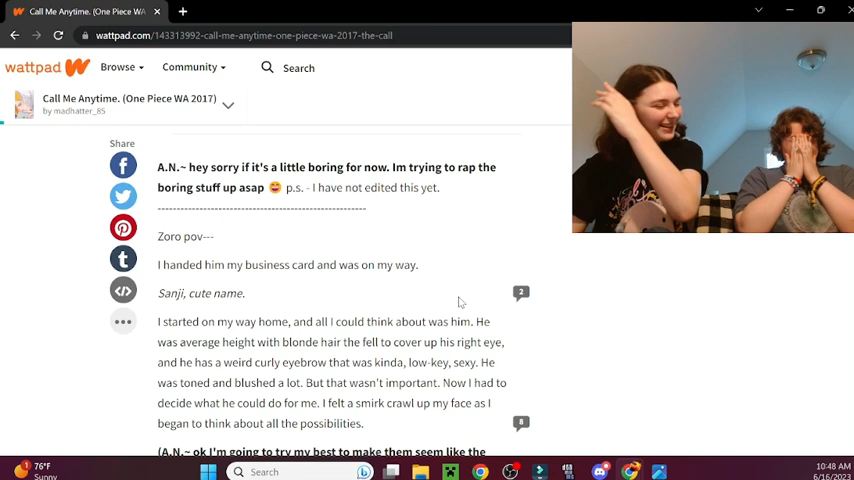 Call Me Anytime. (One Piece WA
wattpad.com/143313992-call-me-anytime-one-piece-wa-2017-the-call
wattpad
Browse
Community
Search
Call Me Anytime. (One Piece WA 2017)
by madhatter_85
Share
A.N.~ hey sorry if it's a little boring for now. Im trying to rap the
boring stuff up asap 😅 p.s. - I have not edited this yet.
--------------------------------------------------------
Zoro pov---
I handed him my business card and was on my way.
Sanji, cute name.
2
I started on my way home, and all I could think about was him. He
was average height with blonde hair the fell to cover up his right eye,
and he has a weird curly eyebrow that was kinda, low-key, sexy. He
was toned and blushed a lot. But that wasn't important. Now I had to
decide what he could do for me. I felt a smirk crawl up my face as I
began to think about all the possibilities.
8
(A.N.~ ok I'm going to try my best to make them seem like the
76°F
Sunny
Search
10:48 AM
6/16/2023